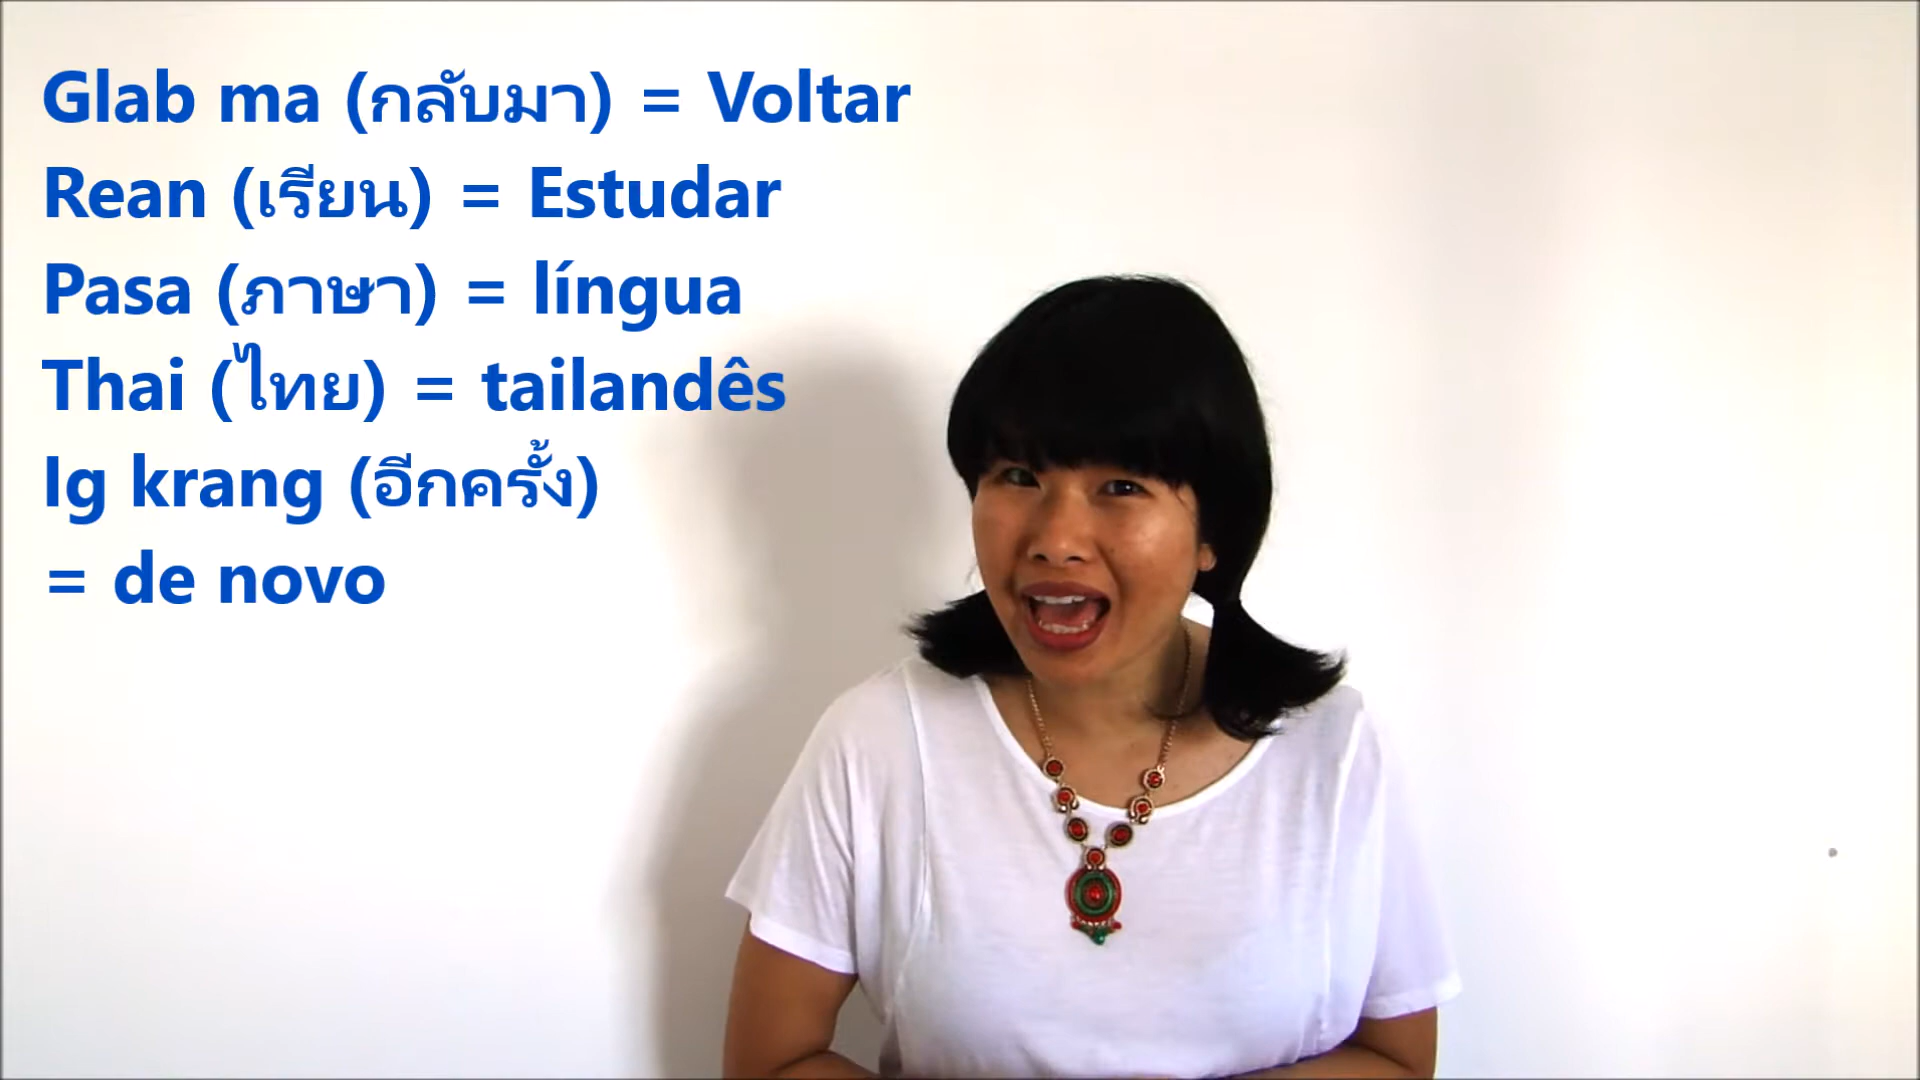 Glab ma (กลับมา) = Voltar
Rean (เรียน) = Estudar
Pasa (ภาษา) = língua
Thai (ไทย) = tailandês
Ig krang (อีกครั้ง)
= de novo